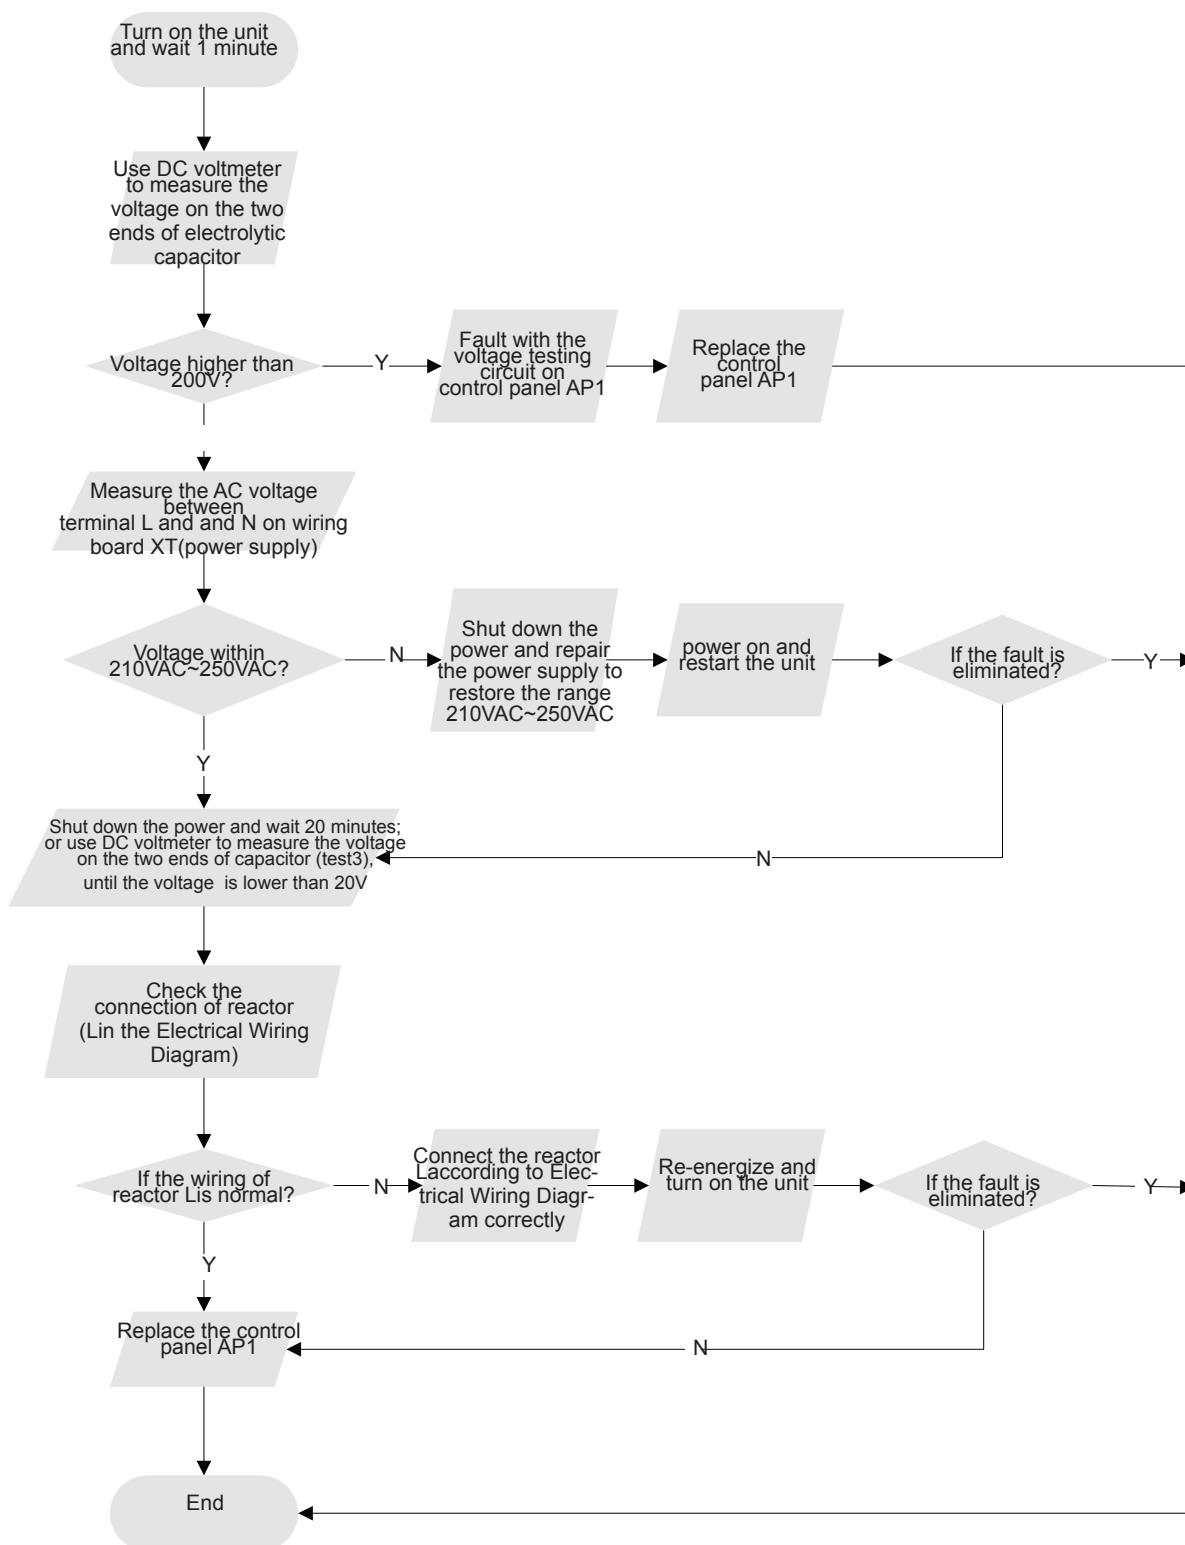 Turn on the unit
and wait 1 minute
Use DC voltmeter
to measure the
voltage on the two
ends of electrolytic
capacitor
Voltage higher than
200V?
Y
Fault with the
voltage testing
circuit on
control panel AP1
Replace the
control
panel AP1
Measure the AC voltage
between
terminal L and and N on wiring
board XT(power supply)
Voltage within
210VAC~250VAC?
N
Shut down the
power and repair
the power supply to
restore the range
210VAC~250VAC
power on and
restart the unit
If the fault is
eliminated?
Y
Y
Shut down the power and wait 20 minutes;
or use DC voltmeter to measure the voltage
on the two ends of capacitor (test3),
until the voltage is lower than 20V
N
Check the
connection of reactor
(Lin the Electrical Wiring
Diagram)
If the wiring of
reactor Lis normal?
N
Connect the reactor
Laccording to Elec-
trical Wiring Diagr-
am correctly
Re-energize and
turn on the unit
If the fault is
eliminated?
Y
Y
Replace the control
panel AP1
N
End